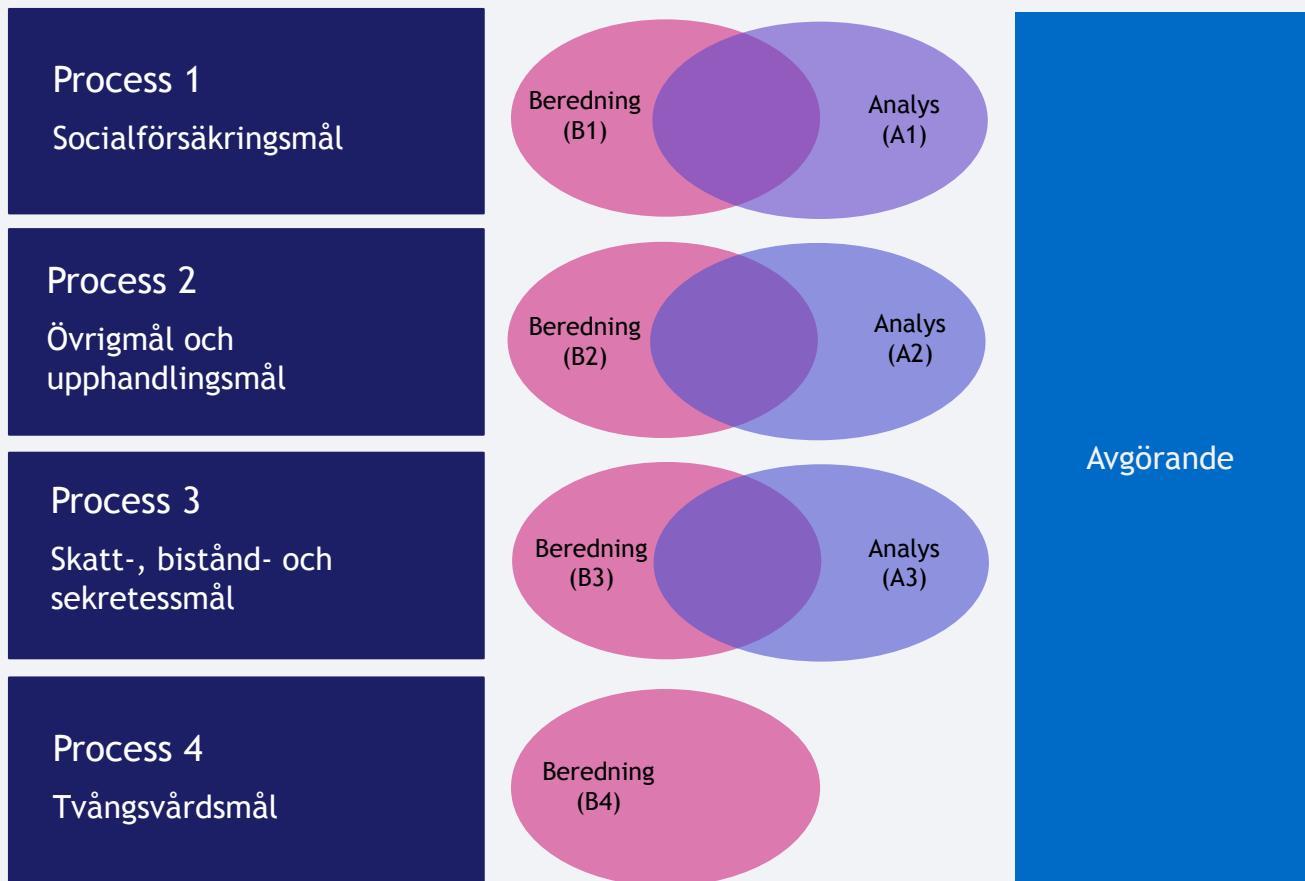 Process 1
Socialförsäkringsmål
Beredning
(B1)
Analys
(A1)
Process 2
Övrigmål och
upphandlingsmål
Beredning
(B2)
Analys
(A2)
Process 3
Skatt-, bistånd- och
sekretessmål
Beredning
(B3)
Analys
(A3)
Process 4
Tvångsvårdsmål
Beredning
(B4)
Avgörande